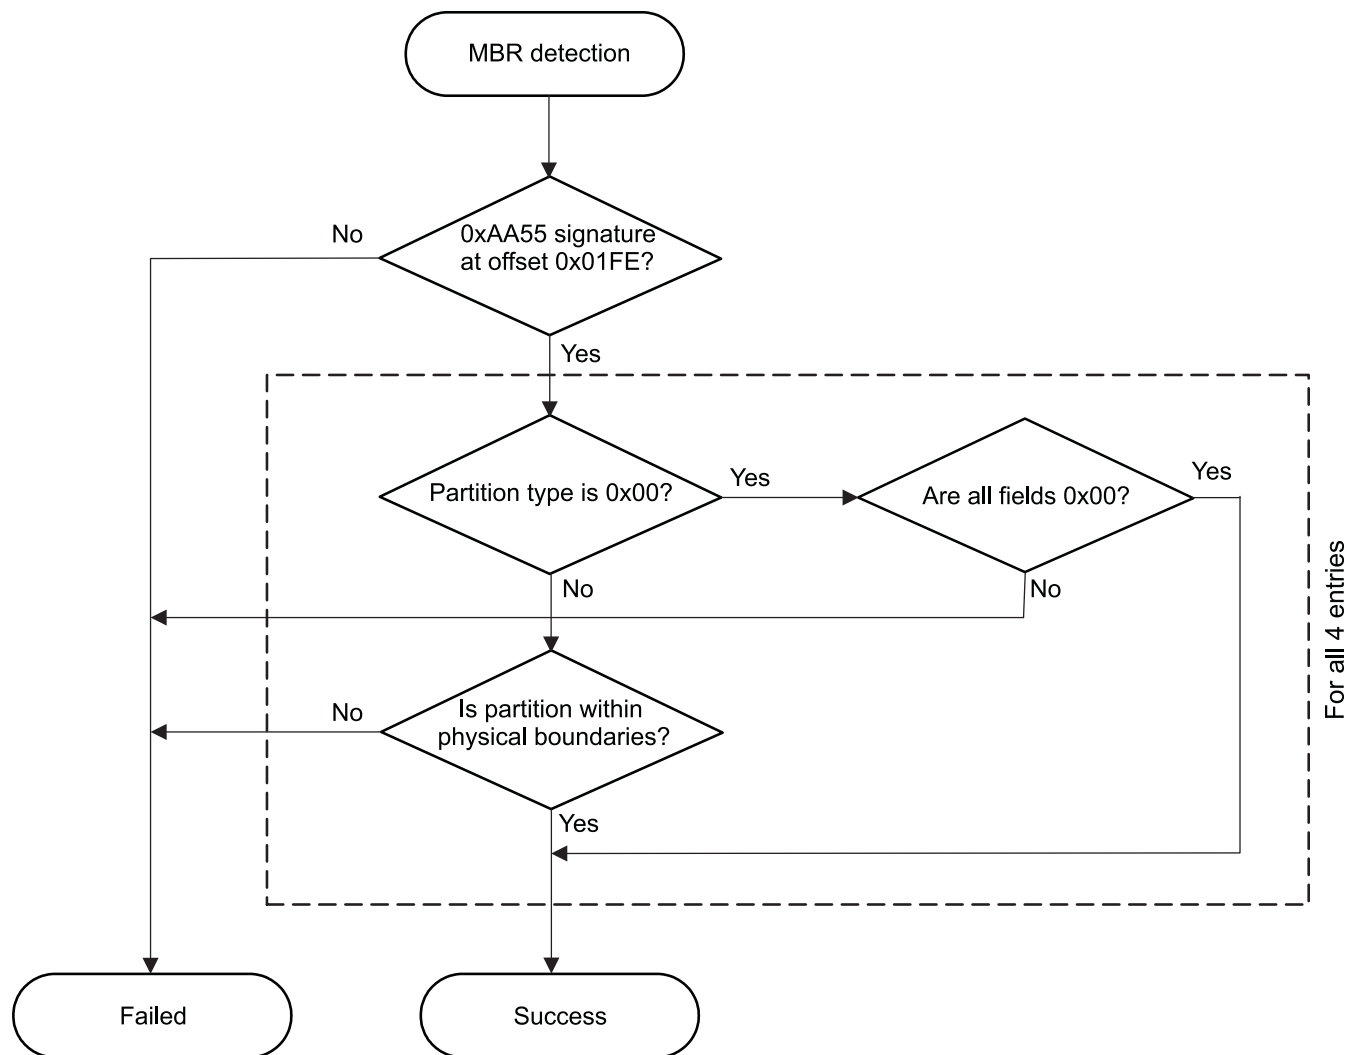 MBR detection
No
0xAA55 signature
at offset 0x01FE?
Yes
Partition type is 0x00?
Yes
Are all fields 0x00?
Yes
No
No
For all 4 entries
No
Is partition within
physical boundaries?
Yes
Failed
Success